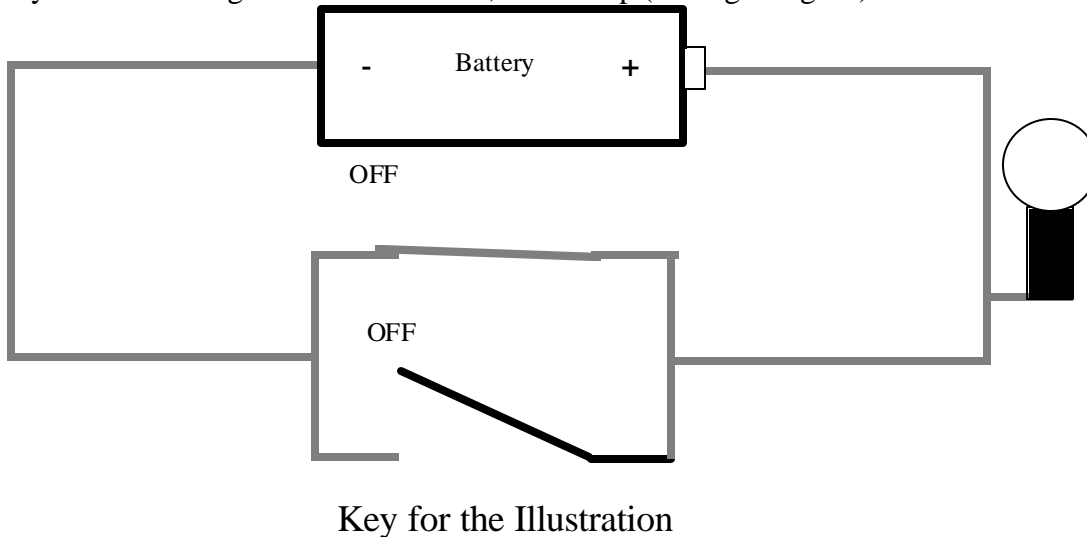 - Battery +
OFF
OFF
Key for the Illustration